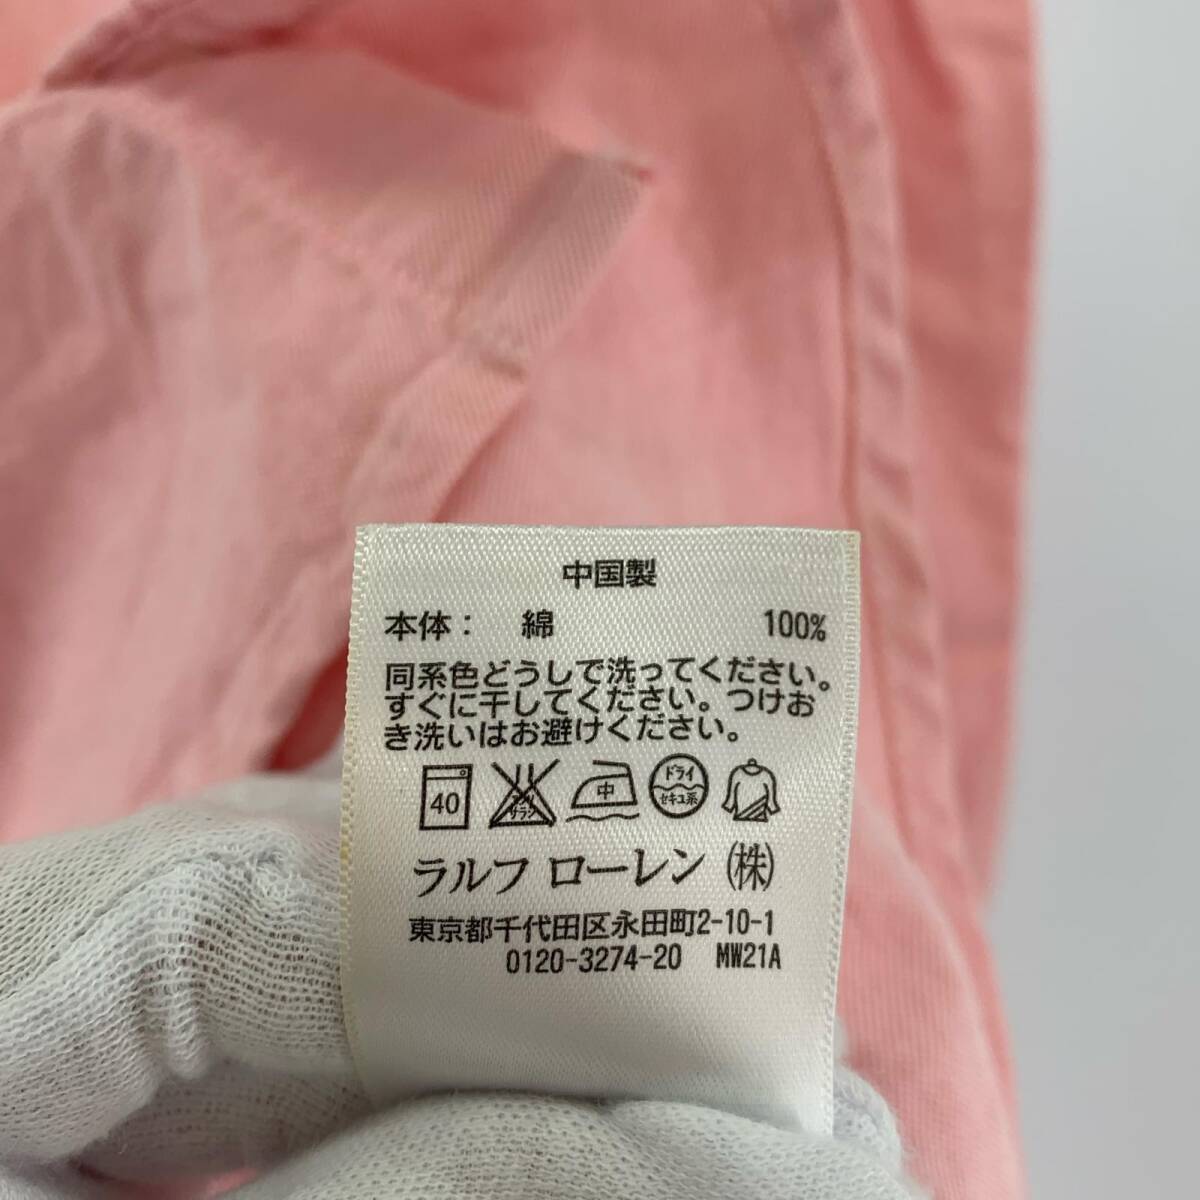 中国製
本体： 綿 100%
同系色どうしで洗ってください。
すぐに干してください。つけお
き洗いはお避けください。
40 中 ドライ
セキユ系
ラルフ ローレン（株）
東京都千代田区永田町2-10-1
0120-3274-20 MW21A